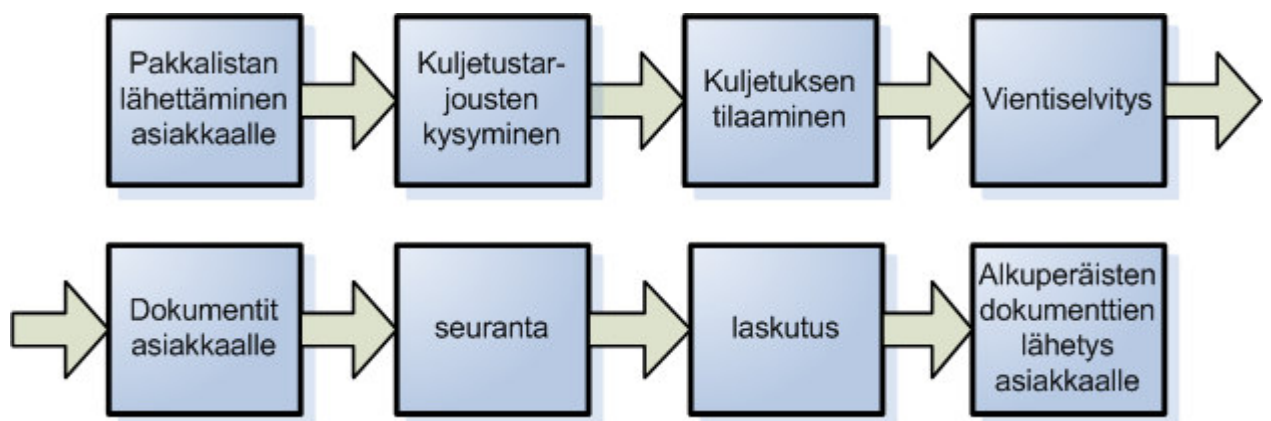 Pakkalistan
lähettäminen
asiakkaalle
Kuljetustar-
jousten
kysyminen
Kuljetuksen
tilaaminen
Vientiselvitys
Dokumentit
asiakkaalle
seuranta
laskutus
Alkuperäisten
dokumenttien
lähetys
asiakkaalle